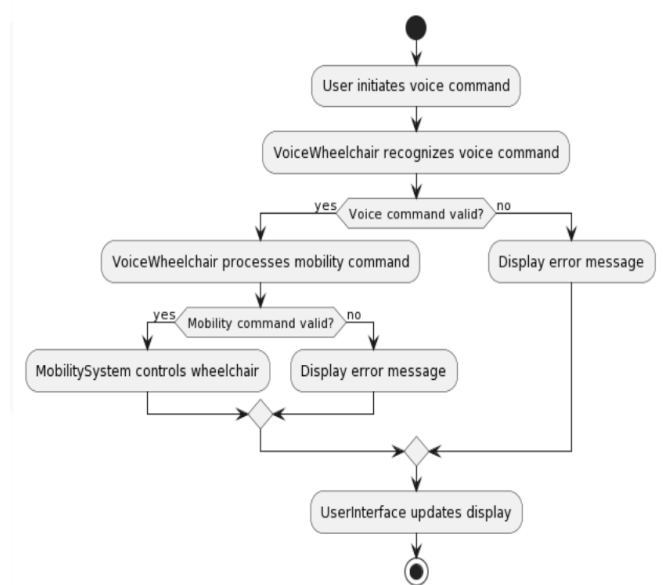 User initiates voice command
VoiceWheelchair recognizes voice command
yes
Voice command valid?
no
VoiceWheelchair processes mobility command
Display error message
yes
Mobility command valid?
no
MobilitySystem controls wheelchair
Display error message
UserInterface updates display